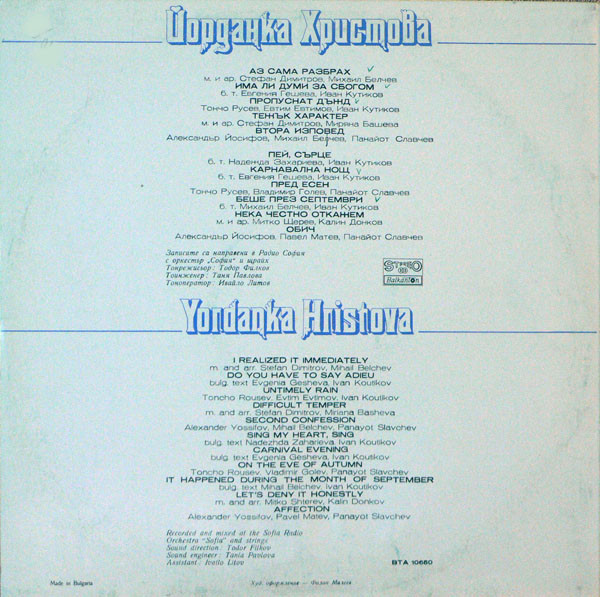 Йорданка Христова
АЗ САМА РАЗБРАХ
м. и ар. Стефан Димитров, Михаил Белчев
ИМА ЛИ ДУМИ ЗА СБОГОМ
б. т. Евгения Гешева, Иван Кутиков
ПРОПУСНАТ ДЪЖД
Тончо Русев, Евтим Евтимов, Иван Кутиков
ТЕНЪК ХАРАКТЕР
м. и ар. Стефан Димитров, Миряна Башева
ВТОРА ИЗПОВЕД
Александър Йосифов, Михаил Белчев, Панайот Славчев
ПЕЙ, СЪРЦЕ
б. т. Надежда Захариева, Иван Кутиков
КАРНАВАЛНА НОЩ
б. т. Евгения Гешева, Иван Кутиков
ПРЕД ЕСЕН
Тончо Русев, Владимир Голев, Панайот Славчев
БЕШЕ ПРЕЗ СЕПТЕМВРИ
б. т. Михаил Белчев, Иван Кутиков
НЕКА ЧЕСТНО ОТКАЖЕМ
м. и ар. Митко Щерев, Калин Донков
ОБИЧ
Александър Йосифов, Павел Матев, Панайот Славчев
Записите са направени в Радио София
с оркестър „София" и щрайх
Тонрежисьор: Тодор Филков
Тонинженер: Таня Павлова
Тоноператор: Ивайло Литов
STEREO
Balkanton
Yordanka Hristova
I REALIZED IT IMMEDIATELY
m. and arr. Stefan Dimitrov, Mihail Belchev
DO YOU HAVE TO SAY ADIEU
bulg. text Evgenia Gesheva, Ivan Koutikov
UNTIMELY RAIN
Toncho Rousev, Evtim Evtimov, Ivan Koutikov
DIFFICULT TEMPER
m. and arr. Stefan Dimitrov, Miriana Basheva
SECOND CONFESSION
Alexander Yossifov, Mihail Belchev, Panayot Slavchev
SING MY HEART, SING
bulg. text Nadezhda Zaharieva, Ivan Koutikov
CARNIVAL EVENING
bulg. text Evgenia Gesheva, Ivan Koutikov
ON THE EVE OF AUTUMN
Toncho Rousev, Vladimir Golev, Panayot Slavchev
IT HAPPENED DURING THE MONTH OF SEPTEMBER
bulg. text Mihail Belchev, Ivan Koutikov
LET'S DENY IT HONESTLY
m. and arr. Mitko Shterev, Kalin Donkov
AFFECTION
Alexander Yossifov, Pavel Matev, Panayot Slavchev
Recorded and mixed at the Sofia Radio
Orchestra "Sofia" and strings
Sound direction: Todor Filkov
Sound engineer: Tania Pavlova
Assistant: Ivailo Litov
BTA 10660
Made in Bulgaria
Худ. оформление — Филип Малеев